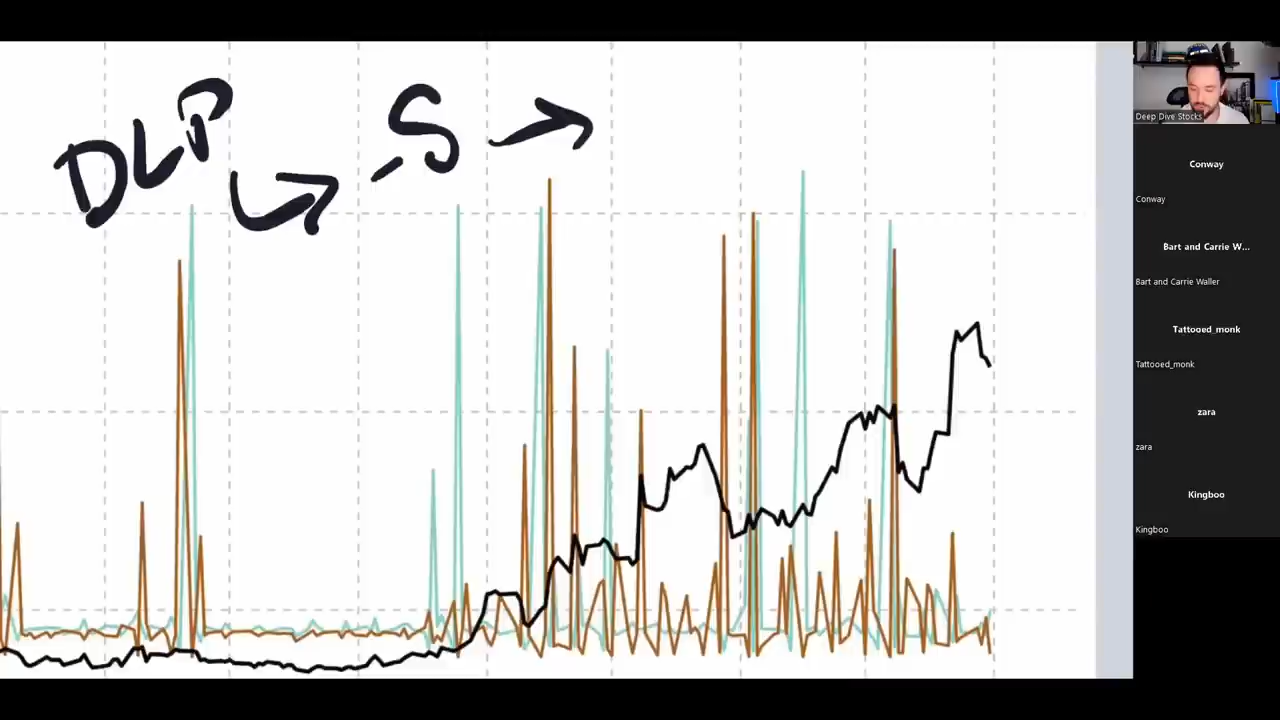 DLP
S
Deep Dive Stocks
Conway
Conway
Bart and Carrie W...
Bart and Carrie Waller
Tattooed_monk
Tattooed_monk
zara
zara
Kingboo
Kingboo